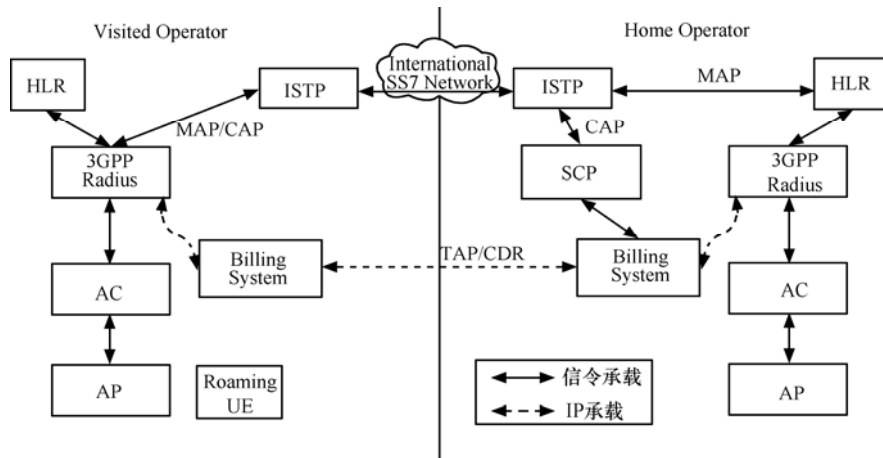 Visited Operator
Home Operator
HLR
ISTP
International
SS7 Network
ISTP
MAP
HLR
MAP/CAP
CAP
3GPP
Radius
SCP
3GPP
Radius
Billing
System
TAP/CDR
Billing
System
AC
AC
AP
Roaming
UE
信令承载
IP承载
AP